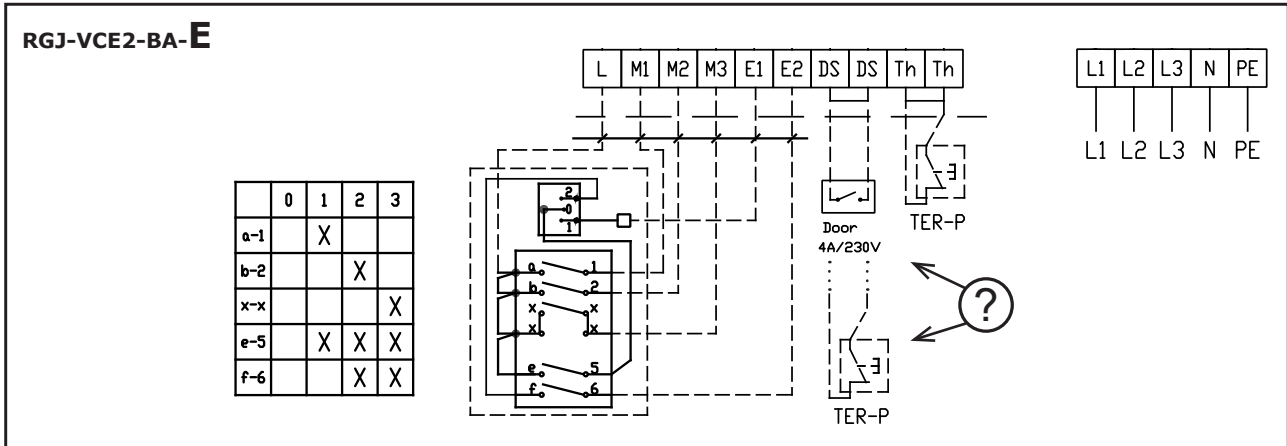 RGJ-VCE2-BA-E
L M1 M2 M3 E1 E2 DS DS Th Th
L1 L2 L3 N PE
L1 L2 L3 N PE
0 1 2 3
a-1 X
b-2 X
x-x X
e-5 X X X
f-6 X X
2
0
1
a 1
b 2
x x
x x
e 5
f 6
Door
4A/230V
TER-P
?
TER-P